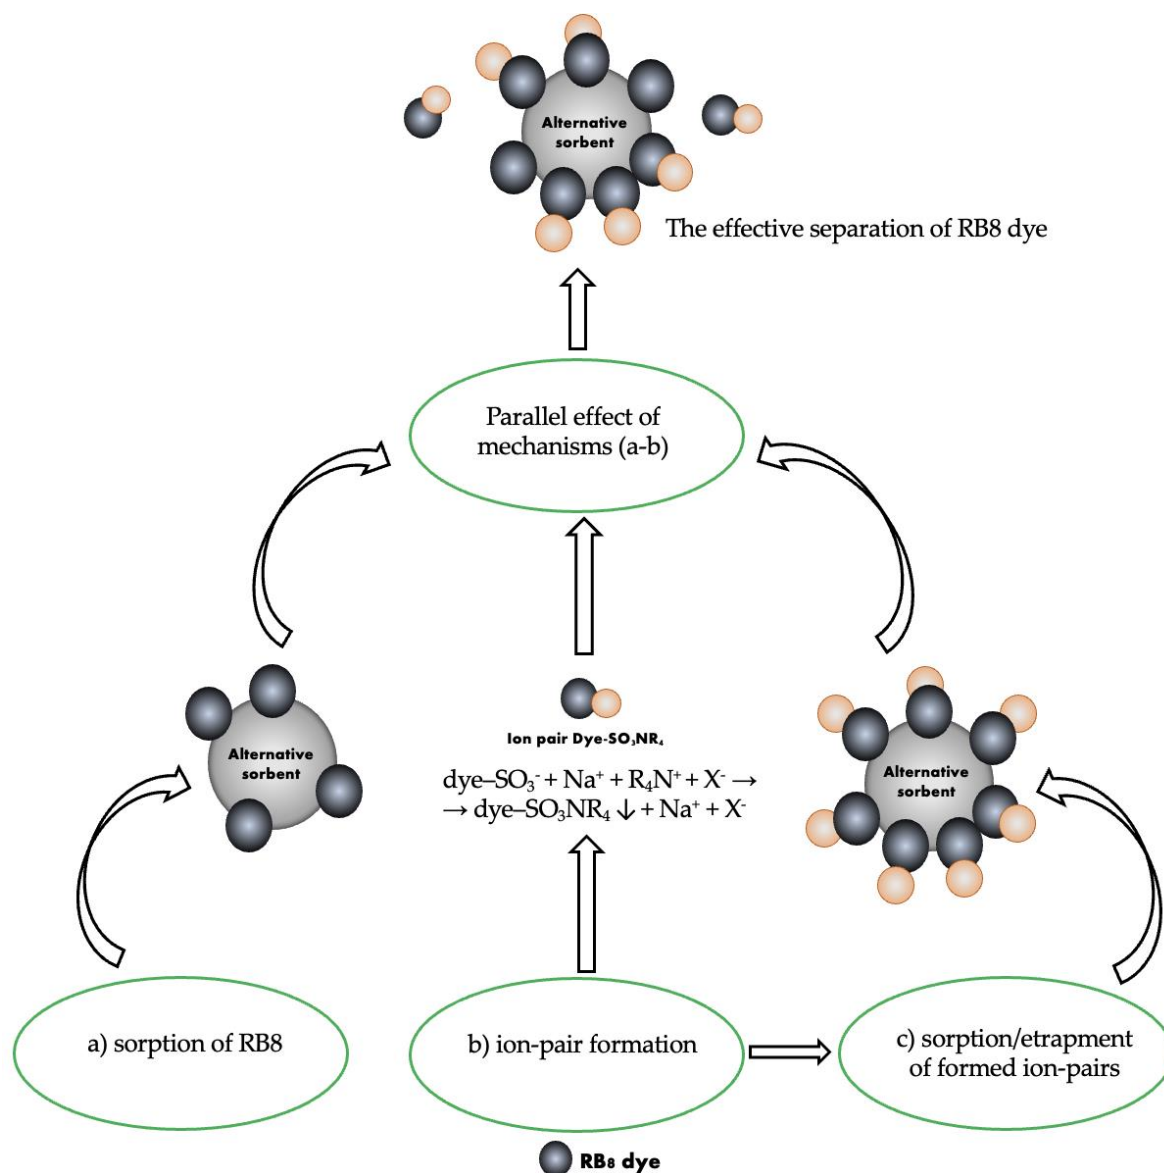 Alternative
sorbent
The effective separation of RB8 dye
Parallel effect of
mechanisms (a-b)
Alternative
sorbent
Ion pair Dye-SO₃NR₄
dye–SO₃⁻ + Na⁺ + R₄N⁺ + X⁻ →
→ dye–SO₃NR₄ ↓ + Na⁺ + X⁻
Alternative
sorbent
a) sorption of RB8
b) ion-pair formation
c) sorption/etrapment
of formed ion-pairs
RB8 dye